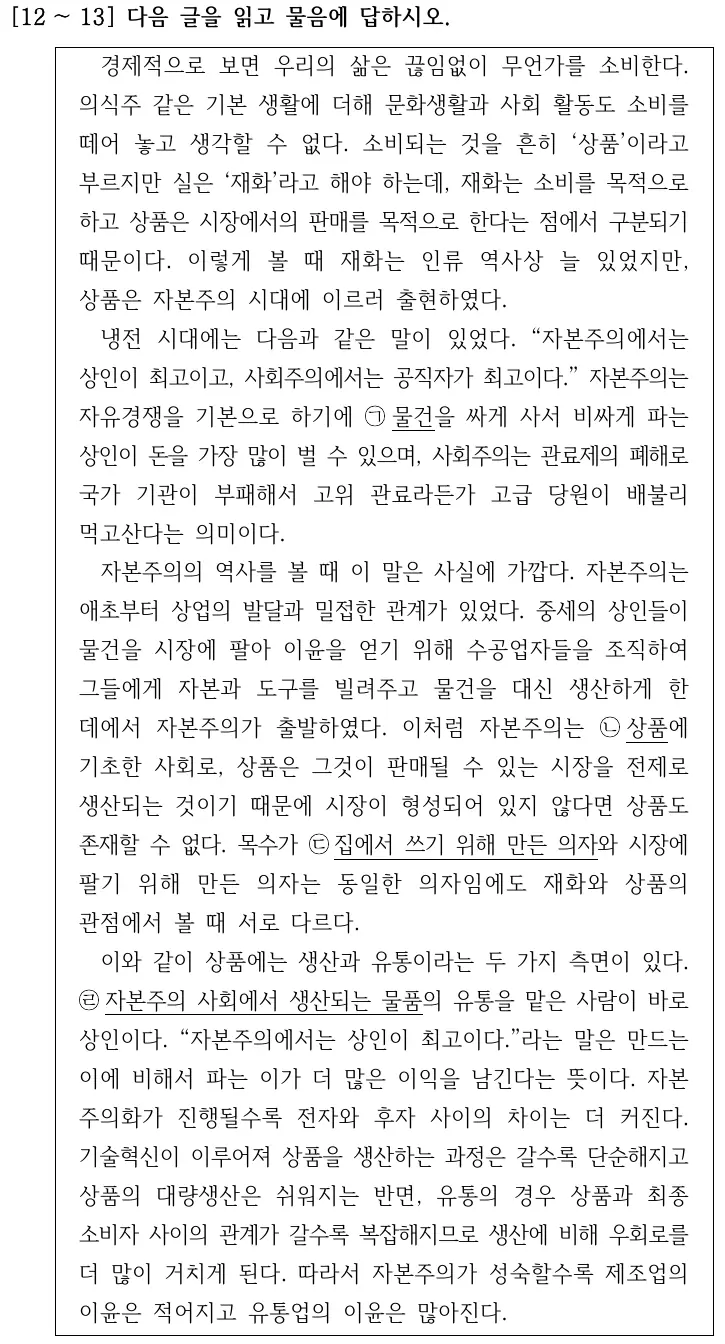 [12 ~ 13] 다음 글을 읽고 물음에 답하시오.
경제적으로 보면 우리의 삶은 끊임없이 무언가를 소비한다.
의식주 같은 기본 생활에 더해 문화생활과 사회 활동도 소비를
떼어 놓고 생각할 수 없다. 소비되는 것을 흔히 ‘상품’이라고
부르지만 실은 ‘재화’라고 해야 하는데, 재화는 소비를 목적으로
하고 상품은 시장에서의 판매를 목적으로 한다는 점에서 구분되기
때문이다. 이렇게 볼 때 재화는 인류 역사상 늘 있었지만,
상품은 자본주의 시대에 이르러 출현하였다.
냉전 시대에는 다음과 같은 말이 있었다. “자본주의에서는
상인이 최고이고, 사회주의에서는 공직자가 최고이다.” 자본주의는
자유경쟁을 기본으로 하기에 ㉠ 물건을 싸게 사서 비싸게 파는
상인이 돈을 가장 많이 벌 수 있으며, 사회주의는 관료제의 폐해로
국가 기관이 부패해서 고위 관료라든가 고급 당원이 배불리
먹고산다는 의미이다.
자본주의의 역사를 볼 때 이 말은 사실에 가깝다. 자본주의는
애초부터 상업의 발달과 밀접한 관계가 있었다. 중세의 상인들이
물건을 시장에 팔아 이윤을 얻기 위해 수공업자들을 조직하여
그들에게 자본과 도구를 빌려주고 물건을 대신 생산하게 한
데에서 자본주의가 출발하였다. 이처럼 자본주의는 ㉡ 상품에
기초한 사회로, 상품은 그것이 판매될 수 있는 시장을 전제로
생산되는 것이기 때문에 시장이 형성되어 있지 않다면 상품도
존재할 수 없다. 목수가 ㉢ 집에서 쓰기 위해 만든 의자와 시장에
팔기 위해 만든 의자는 동일한 의자임에도 재화와 상품의
관점에서 볼 때 서로 다르다.
이와 같이 상품에는 생산과 유통이라는 두 가지 측면이 있다.
㉣ 자본주의 사회에서 생산되는 물품의 유통을 맡은 사람이 바로
상인이다. “자본주의에서는 상인이 최고이다.”라는 말은 만드는
이에 비해서 파는 이가 더 많은 이익을 남긴다는 뜻이다. 자본
주의화가 진행될수록 전자와 후자 사이의 차이는 더 커진다.
기술혁신이 이루어져 상품을 생산하는 과정은 갈수록 단순해지고
상품의 대량생산은 쉬워지는 반면, 유통의 경우 상품과 최종
소비자 사이의 관계가 갈수록 복잡해지므로 생산에 비해 우회로를
더 많이 거치게 된다. 따라서 자본주의가 성숙할수록 제조업의
이윤은 적어지고 유통업의 이윤은 많아진다.